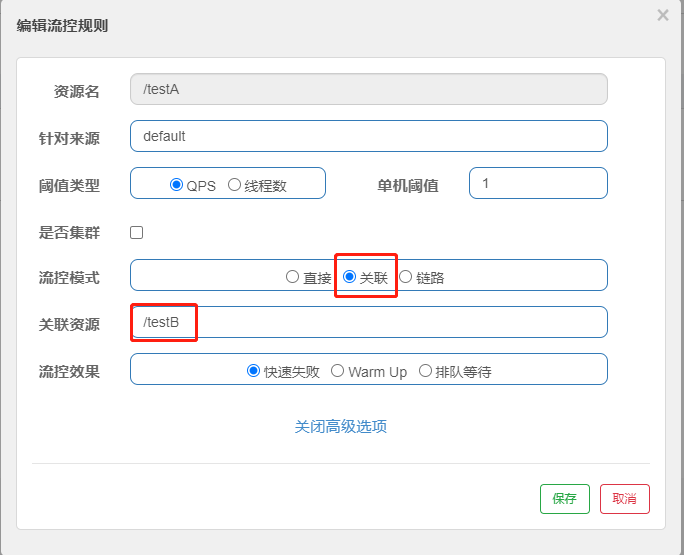 编辑流控规则 ×
资源名 /testA
针对来源 default
阈值类型 QPS 线程数 单机阈值 1
是否集群
流控模式 直接 关联 链路
关联资源 /testB
流控效果 快速失败 Warm Up 排队等待
关闭高级选项
保存 取消